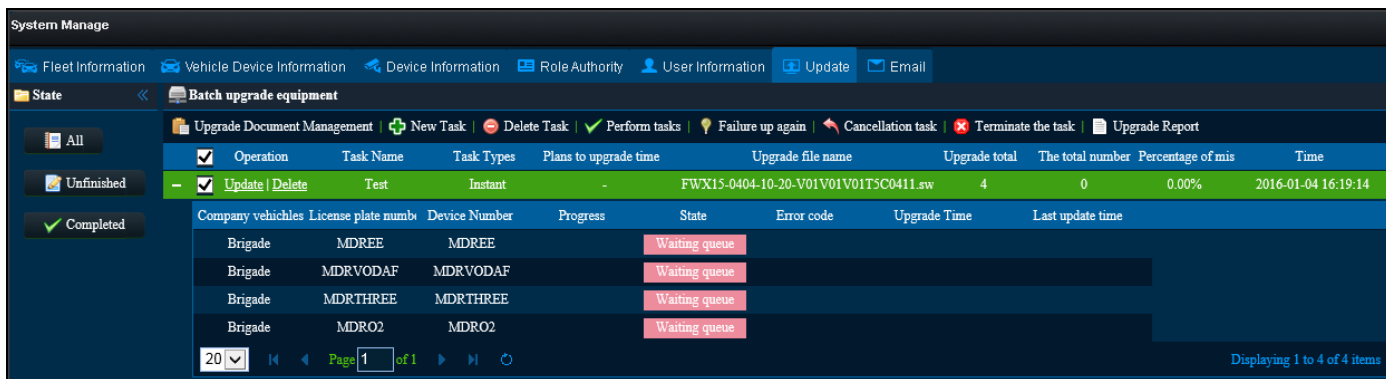 System Manage
Fleet Information Vehicle Device Information Device Information Role Authority User Information Update Email
State « Batch upgrade equipment
Upgrade Document Management | New Task | Delete Task | Perform tasks | Failure up again | Cancellation task | Terminate the task | Upgrade Report
All
Operation Task Name Task Types Plans to upgrade time Upgrade file name Upgrade total The total number Percentage of mis Time
Unfinished
Update | Delete Test Instant - FWX15-0404-10-20-V01V01V01T5C0411.sw 4 0 0.00% 2016-01-04 16:19:14
Completed
Company vehichles License plate numbe Device Number Progress State Error code Upgrade Time Last update time
Brigade MDREE MDREE Waiting queue
Brigade MDRVODAF MDRVODAF Waiting queue
Brigade MDRTHREE MDRTHREE Waiting queue
Brigade MDRO2 MDRO2 Waiting queue
20 Page 1 of 1 Displaying 1 to 4 of 4 items